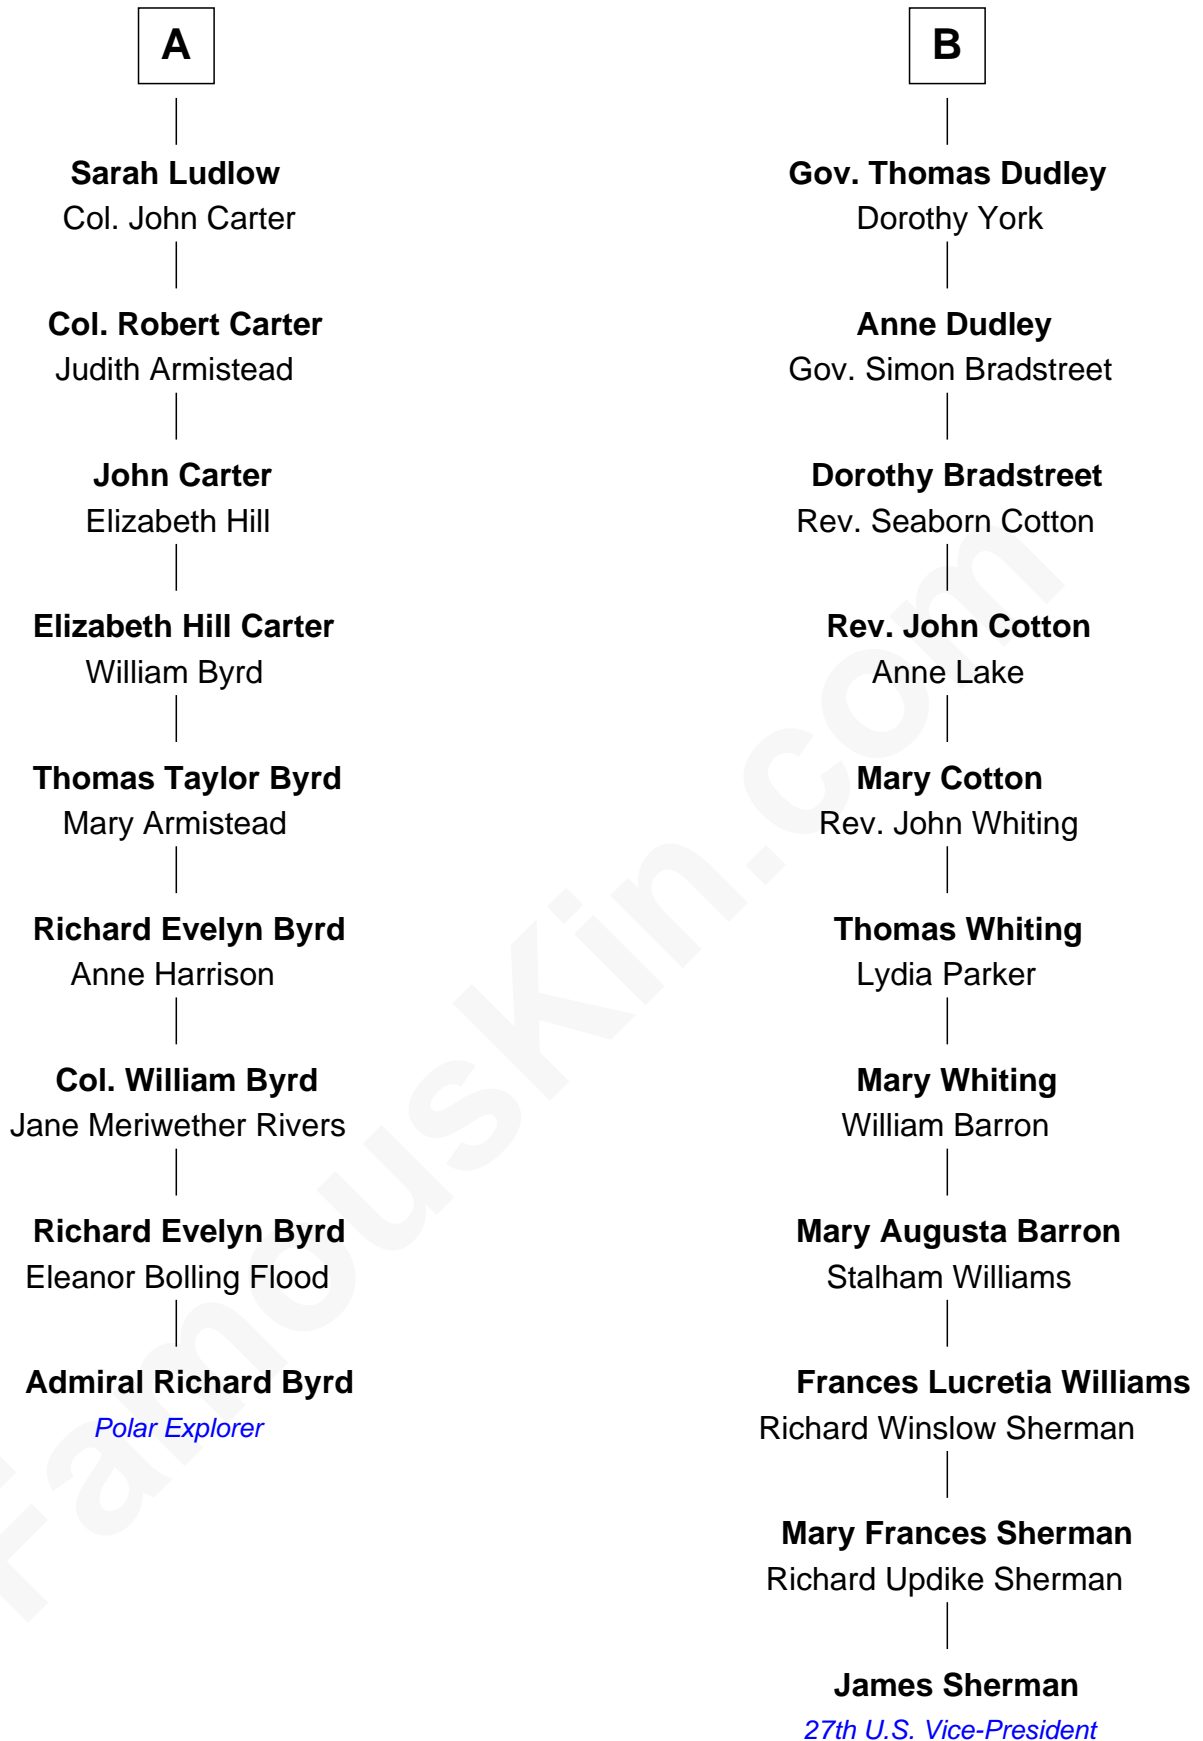 A
Sarah Ludlow
Col. John Carter
Col. Robert Carter
Judith Armistead
John Carter
Elizabeth Hill
Elizabeth Hill Carter
William Byrd
Thomas Taylor Byrd
Mary Armistead
Richard Evelyn Byrd
Anne Harrison
Col. William Byrd
Jane Meriwether Rivers
Richard Evelyn Byrd
Eleanor Bolling Flood
Admiral Richard Byrd
Polar Explorer
B
Gov. Thomas Dudley
Dorothy York
Anne Dudley
Gov. Simon Bradstreet
Dorothy Bradstreet
Rev. Seaborn Cotton
Rev. John Cotton
Anne Lake
Mary Cotton
Rev. John Whiting
Thomas Whiting
Lydia Parker
Mary Whiting
William Barron
Mary Augusta Barron
Stalham Williams
Frances Lucretia Williams
Richard Winslow Sherman
Mary Frances Sherman
Richard Updike Sherman
James Sherman
27th U.S. Vice-President
FamousKin.com